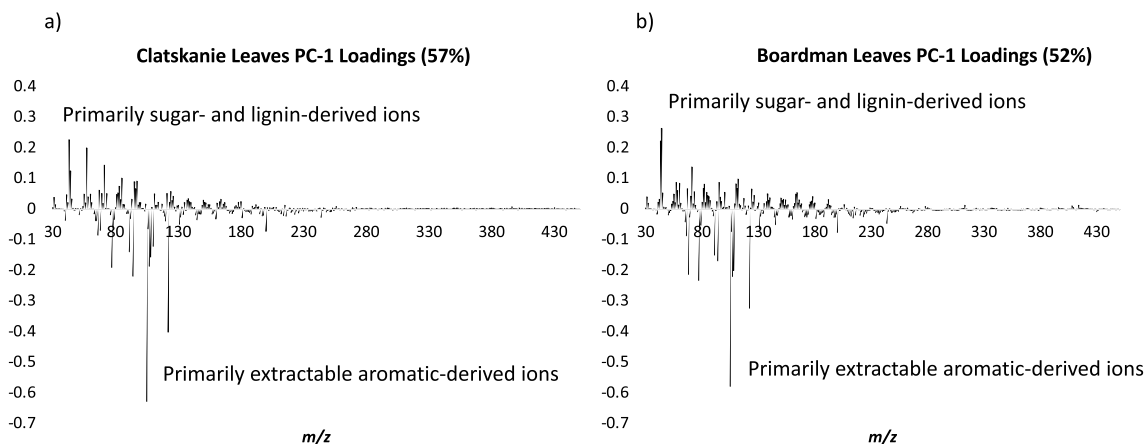 a)
Clatskanie Leaves PC-1 Loadings (57%)
0.4
Primarily sugar- and lignin-derived ions
0.3
0.2
0.1
0
30 80 130 180 230 280 330 380 430
-0.1
-0.2
-0.3
-0.4
-0.5
Primarily extractable aromatic-derived ions
-0.6
-0.7
m/z
b)
Boardman Leaves PC-1 Loadings (52%)
0.4
Primarily sugar- and lignin-derived ions
0.3
0.2
0.1
0
30 80 130 180 230 280 330 380 430
-0.1
-0.2
-0.3
-0.4
-0.5
Primarily extractable aromatic-derived ions
-0.6
-0.7
m/z